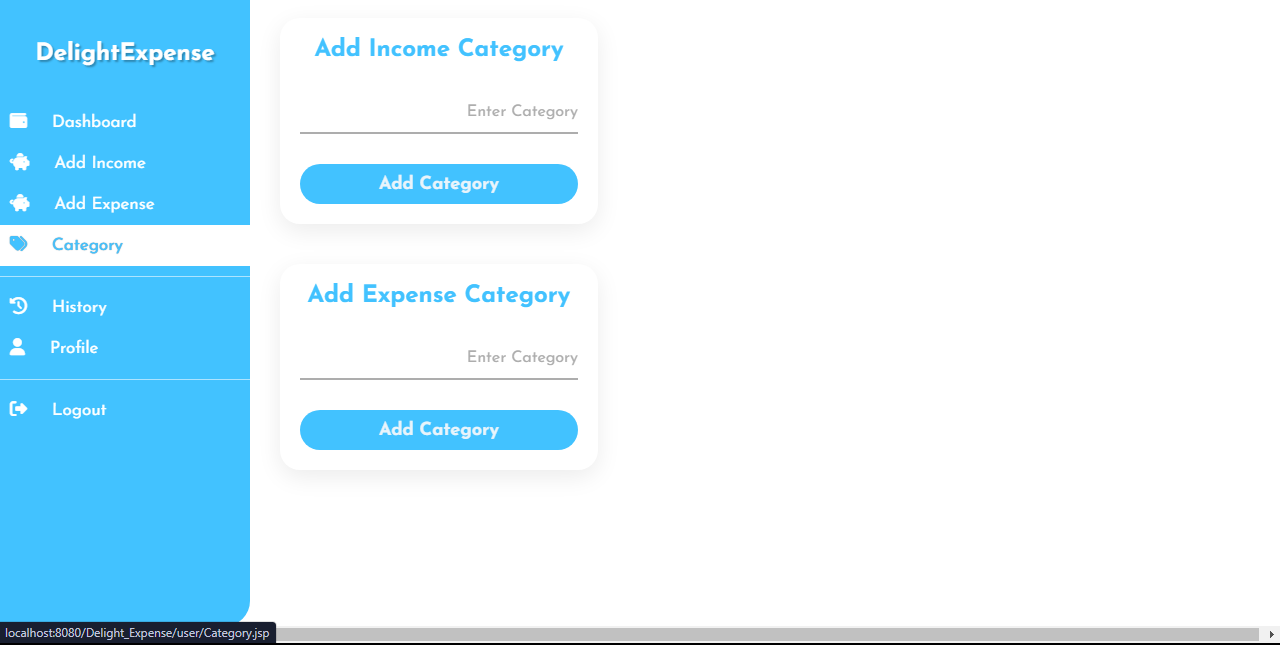 DelightExpense
Dashboard
Add Income
Add Expense
Category
History
Profile
Logout
Add Income Category
Enter Category
Add Category
Add Expense Category
Enter Category
Add Category
localhost:8080/Delight_Expense/user/Category.jsp